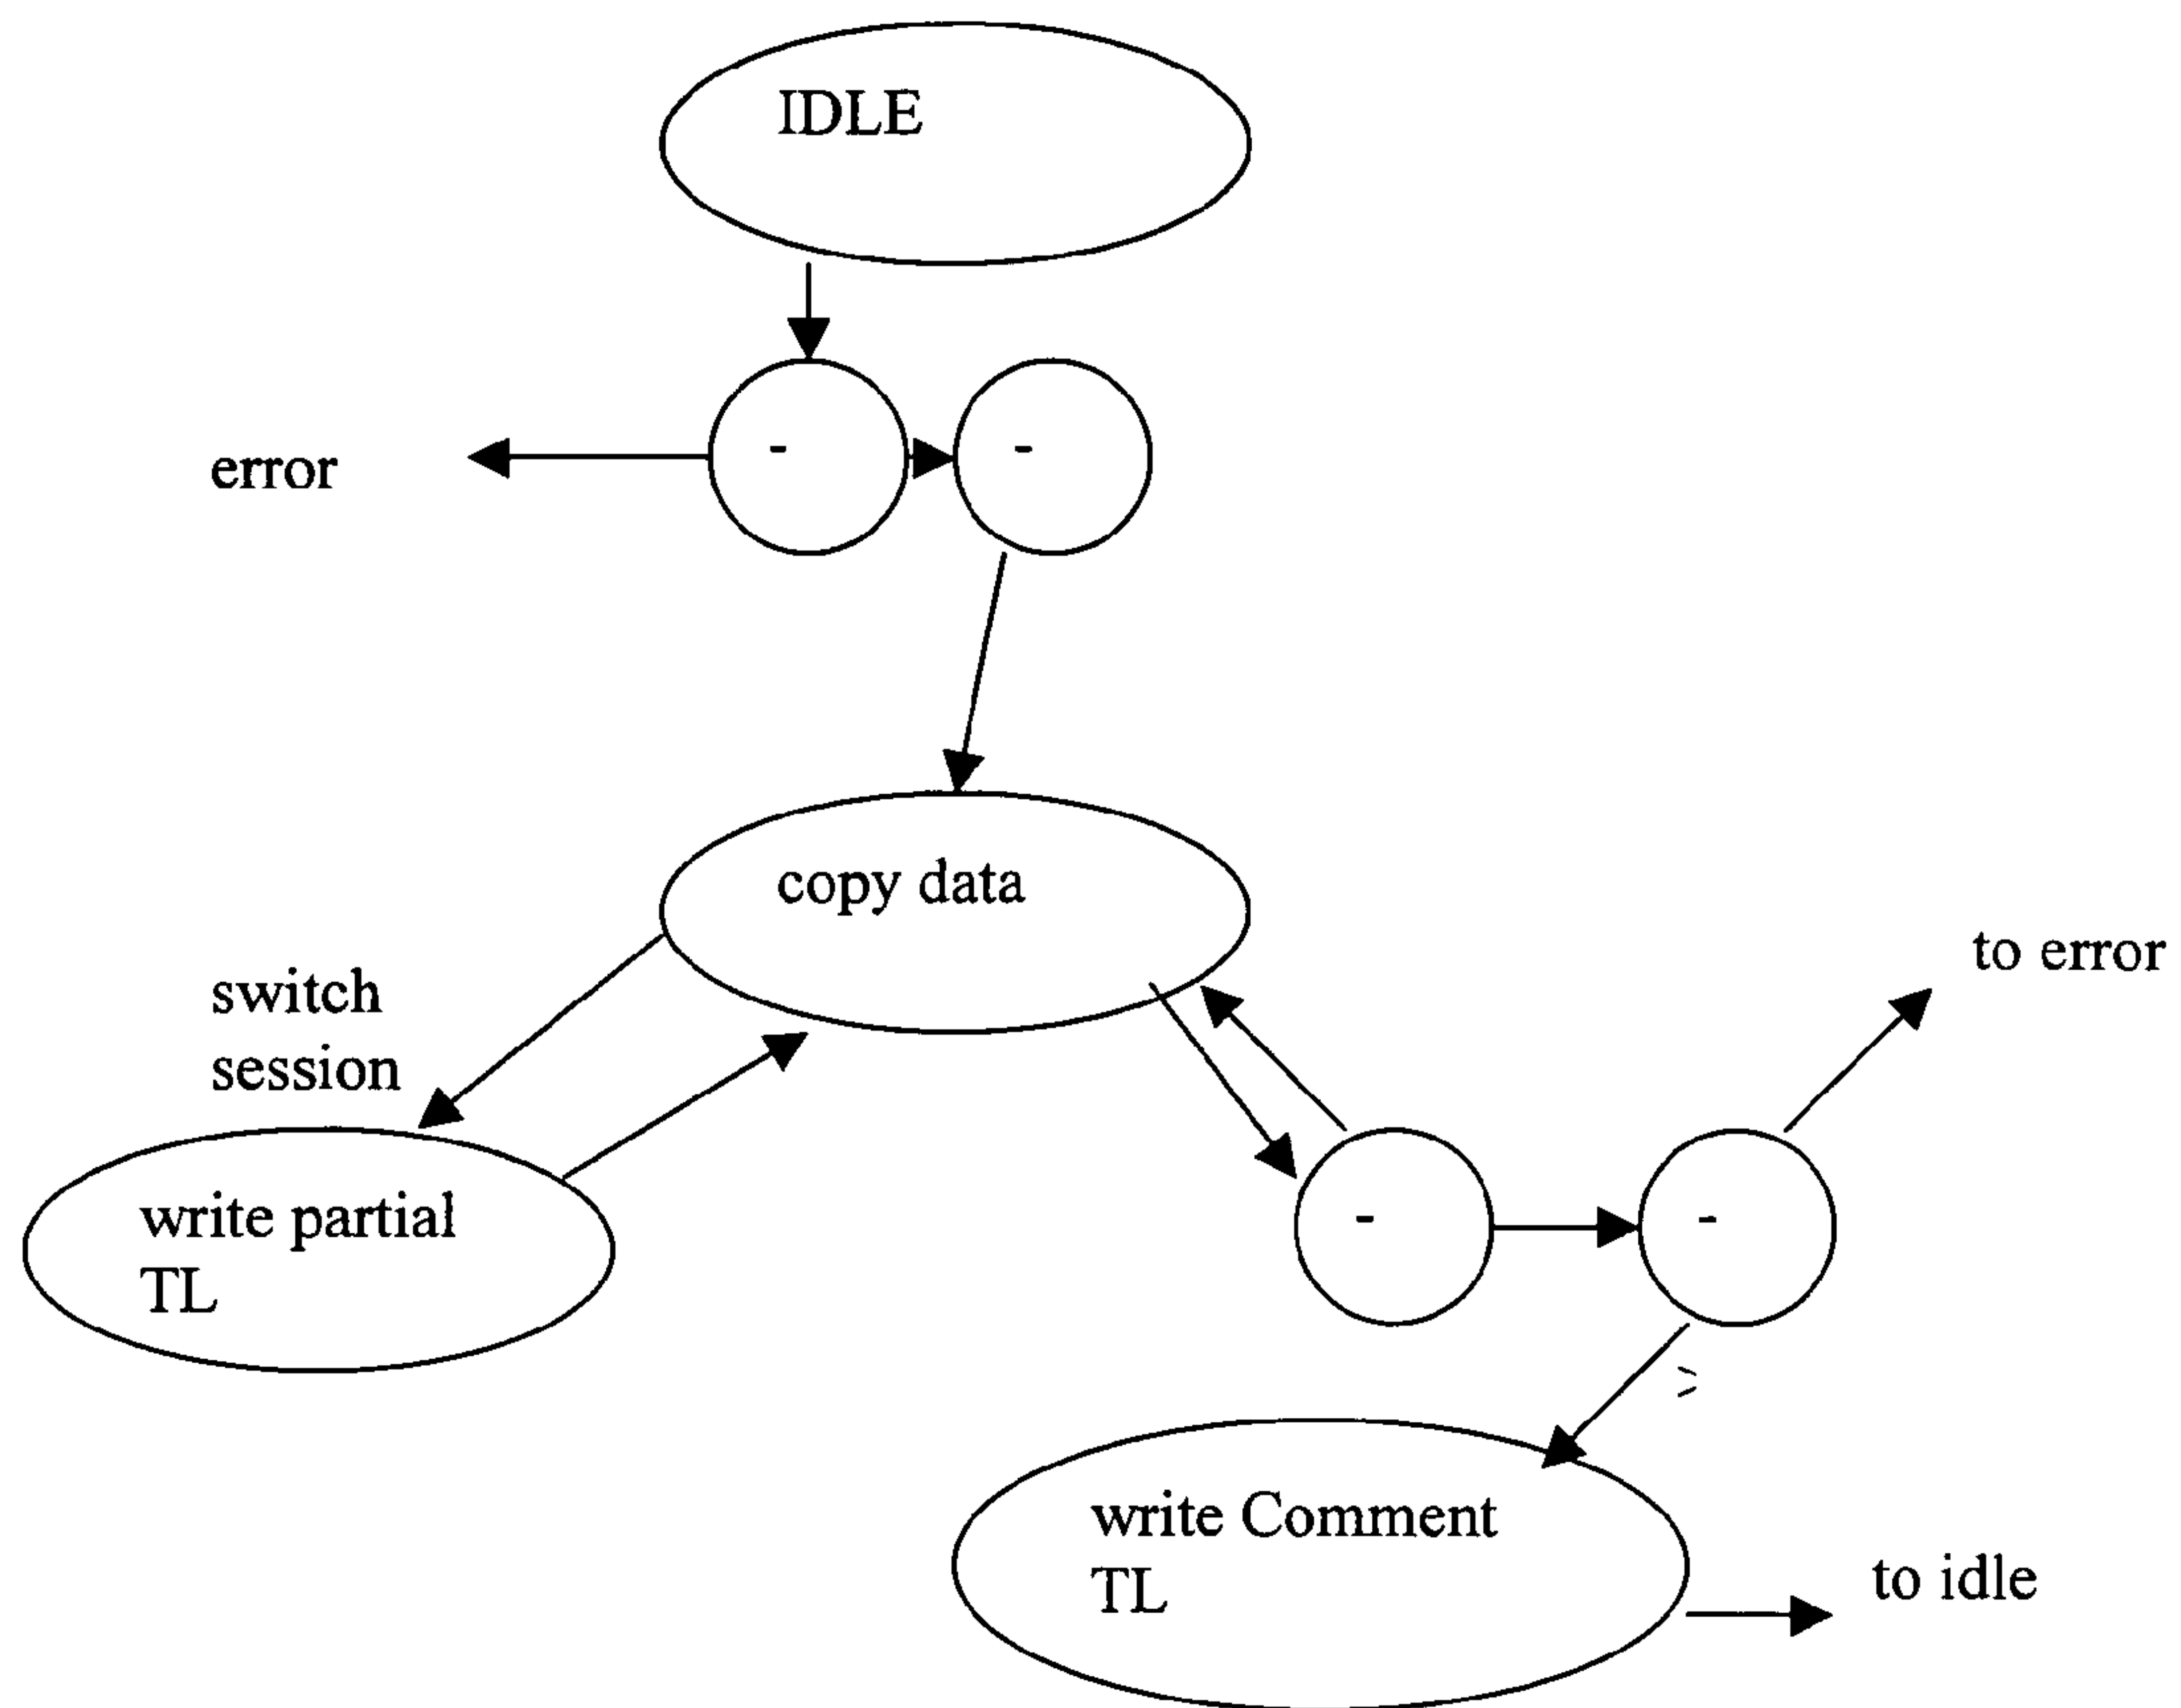 IDLE
-
-
error
copy data
to error
switch
session
-
-
write partial
TL
write Comment
TL
to idle